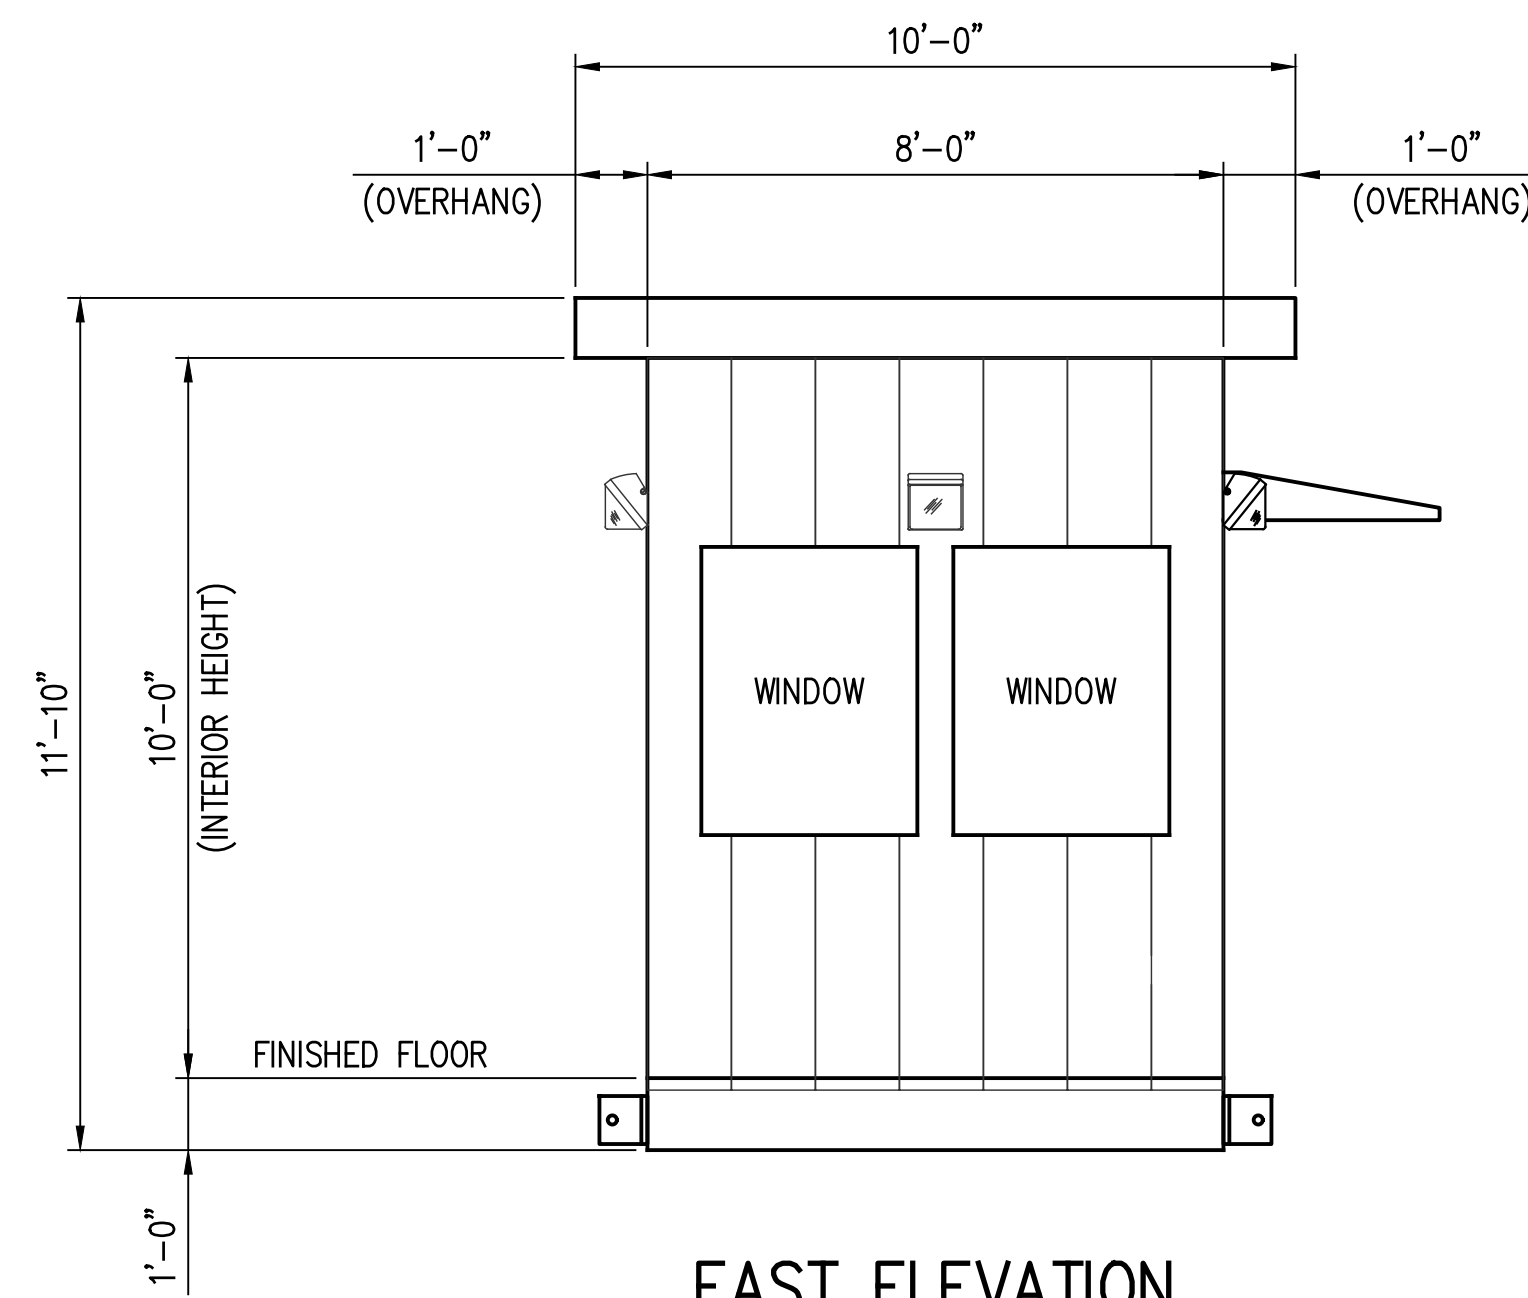 10'-0"
1'-0"
8'-0"
1'-0"
(OVERHANG)
(OVERHANG)
11'-10"
10'-0"
(INTERIOR HEIGHT)
WINDOW
WINDOW
FINISHED FLOOR
1'-0"
EAST ELEVATION